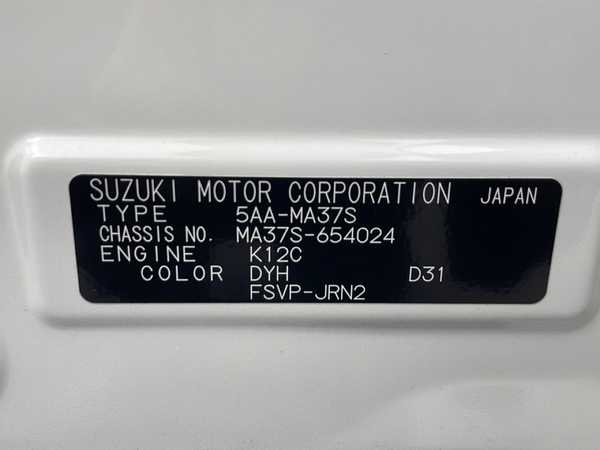 SUZUKI MOTOR CORPORATION JAPAN
TYPE 5AA-MA37S
CHASSIS NO. MA37S-654024
ENGINE K12C
COLOR DYH D31
FSVP-JRN2